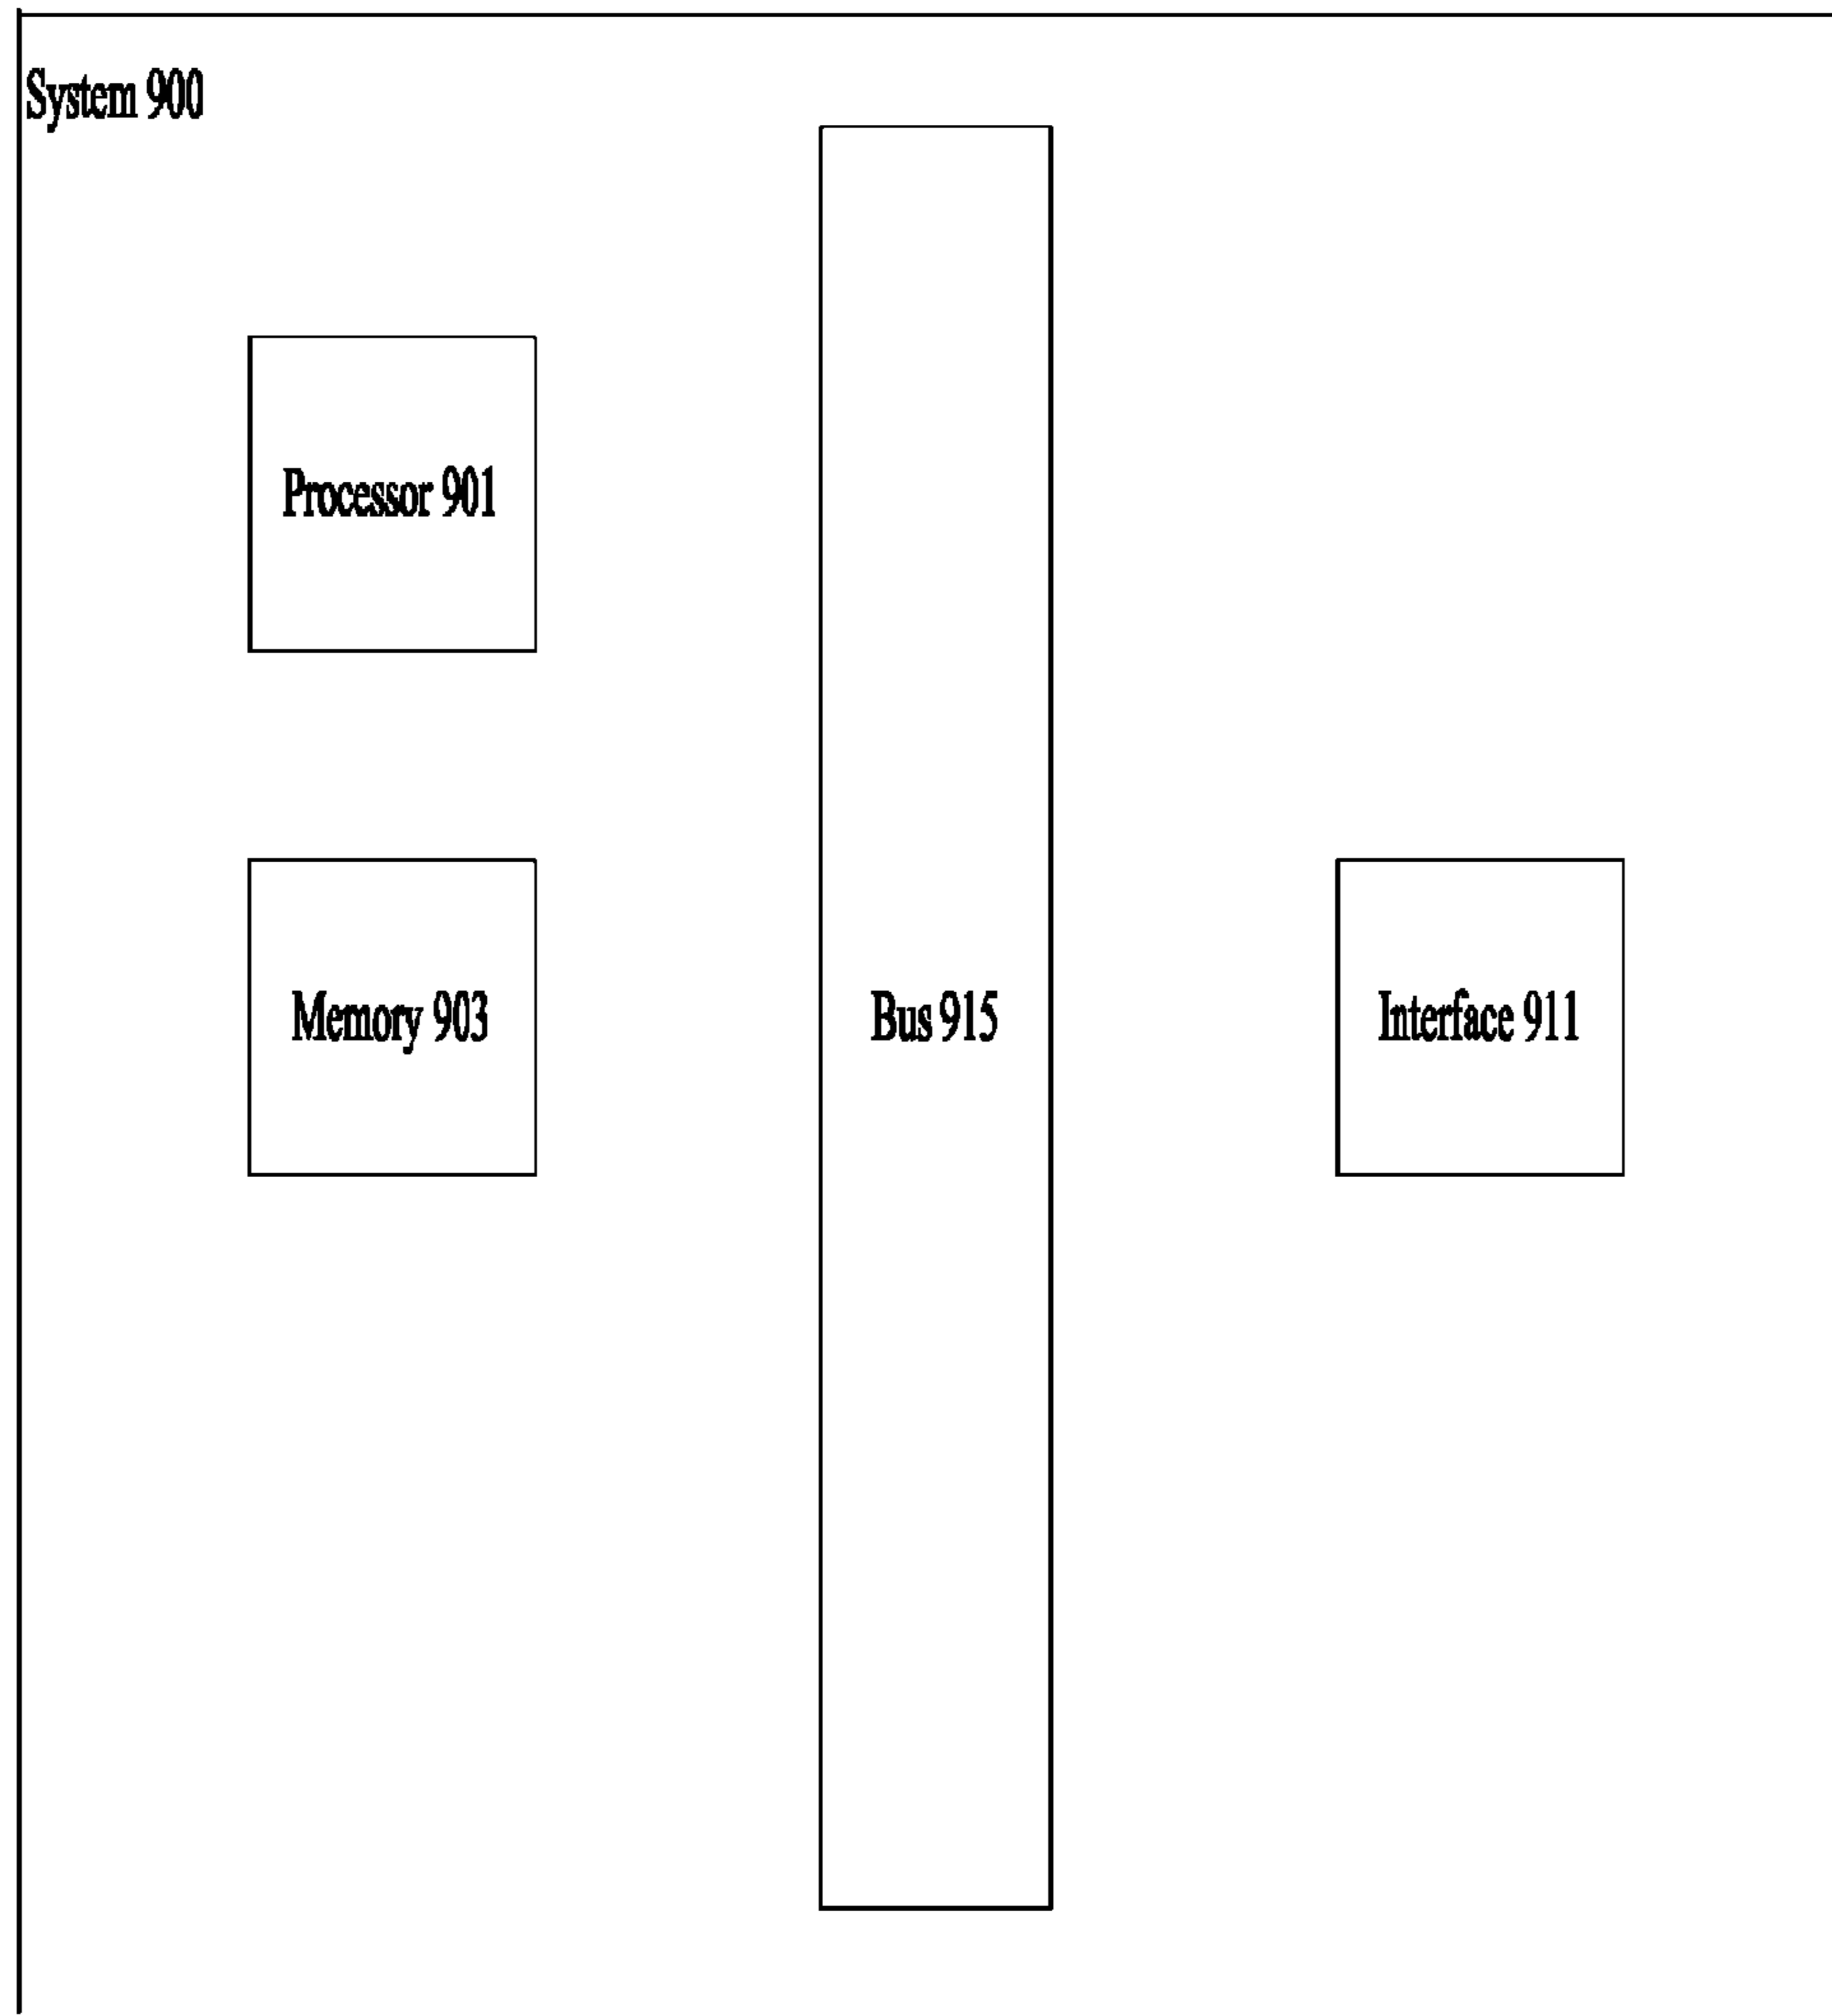 System 900
Processor 901
Memory 903
Bus 915
Interface 911